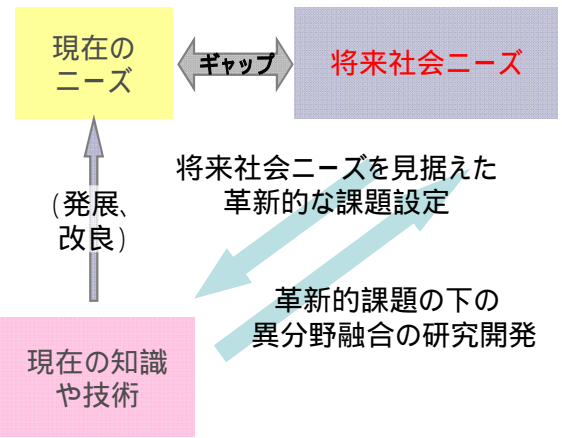 現在の
ニーズ
ギャップ
将来社会ニーズ
将来社会ニーズを見据えた
革新的な課題設定
(発展、
改良)
革新的課題の下の
異分野融合の研究開発
現在の知識
や技術